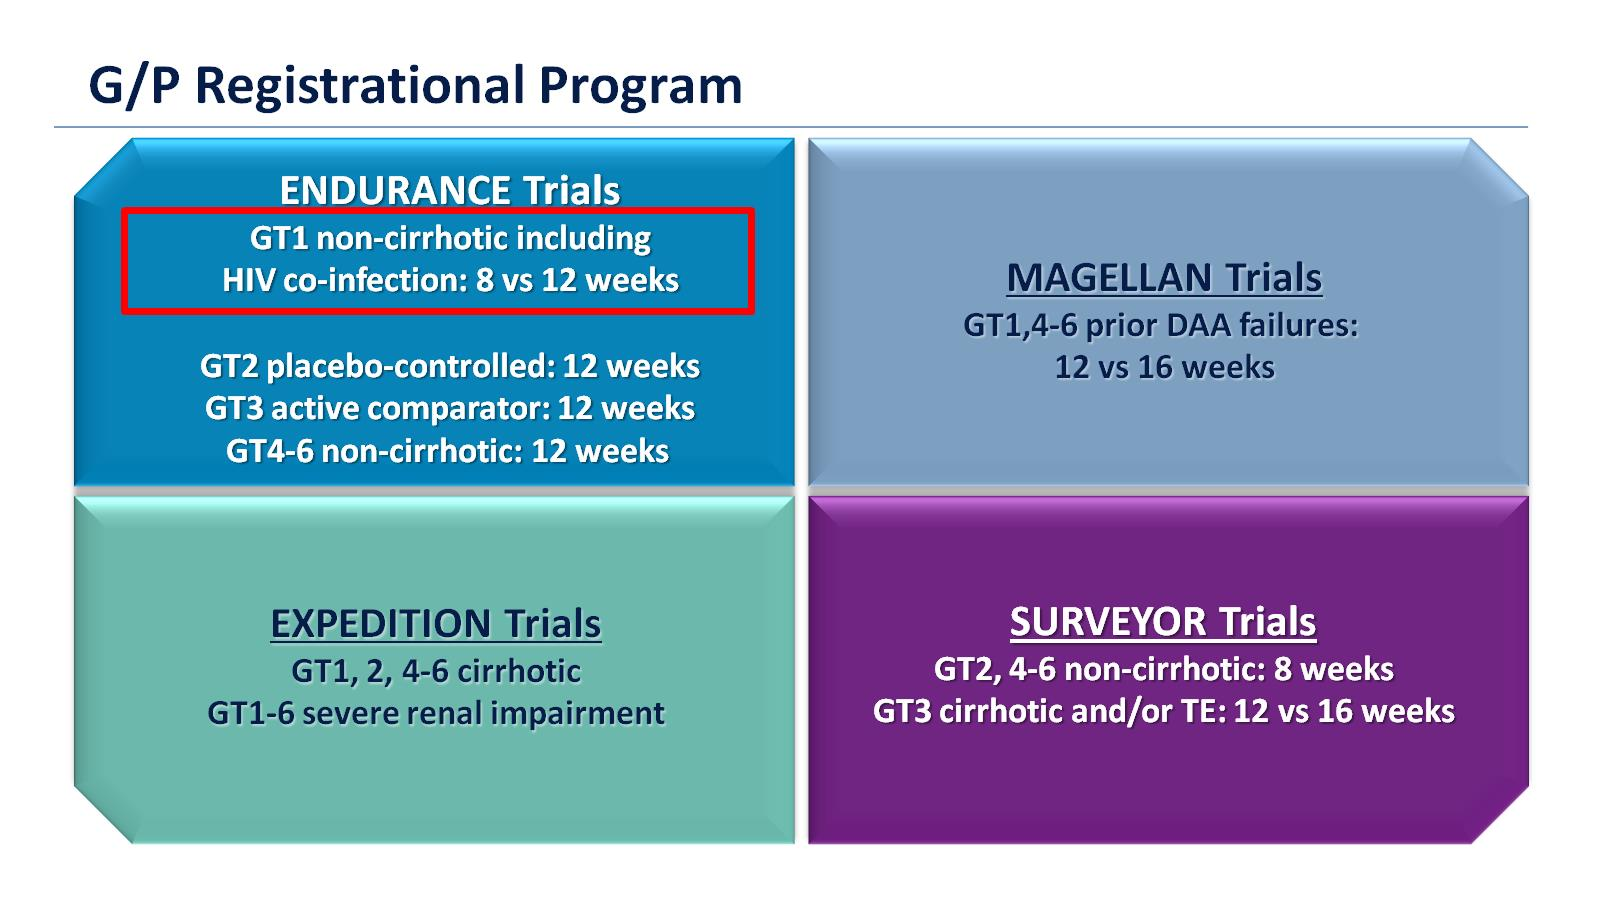 G/P Registrational Program
ENDURANCE Trials
GT1 non-cirrhotic including
HIV co-infection: 8 vs 12 weeks
GT2 placebo-controlled: 12 weeks
GT3 active comparator: 12 weeks
GT4-6 non-cirrhotic: 12 weeks
MAGELLAN Trials
GT1,4-6 prior DAA failures:
12 vs 16 weeks
EXPEDITION Trials
GT1, 2, 4-6 cirrhotic
GT1-6 severe renal impairment
SURVEYOR Trials
GT2, 4-6 non-cirrhotic: 8 weeks
GT3 cirrhotic and/or TE: 12 vs 16 weeks